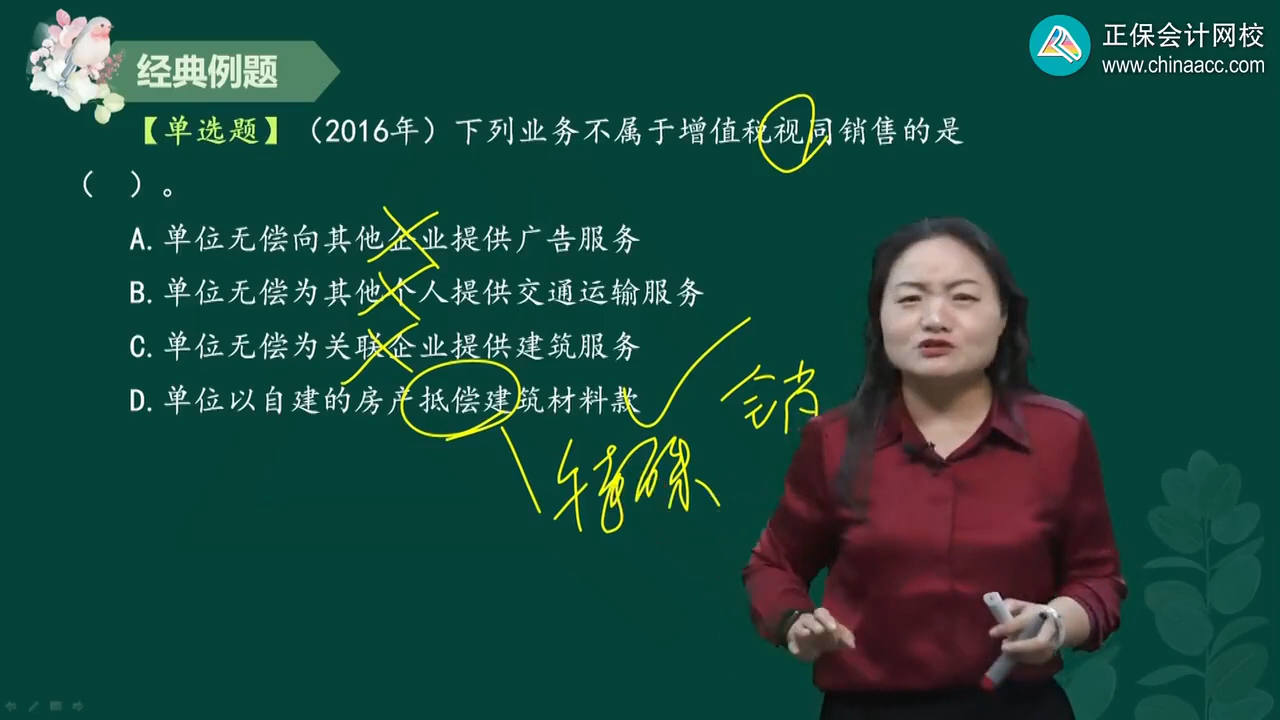 正保会计网校
www.chinaacc.com
经典例题
【单选题】（2016年）下列业务不属于增值税视同销售的是
（ ）。
A.单位无偿向其他企业提供广告服务
B.单位无偿为其他个人提供交通运输服务
C.单位无偿为关联企业提供建筑服务
D.单位以自建的房产抵偿建筑材料款
特殊